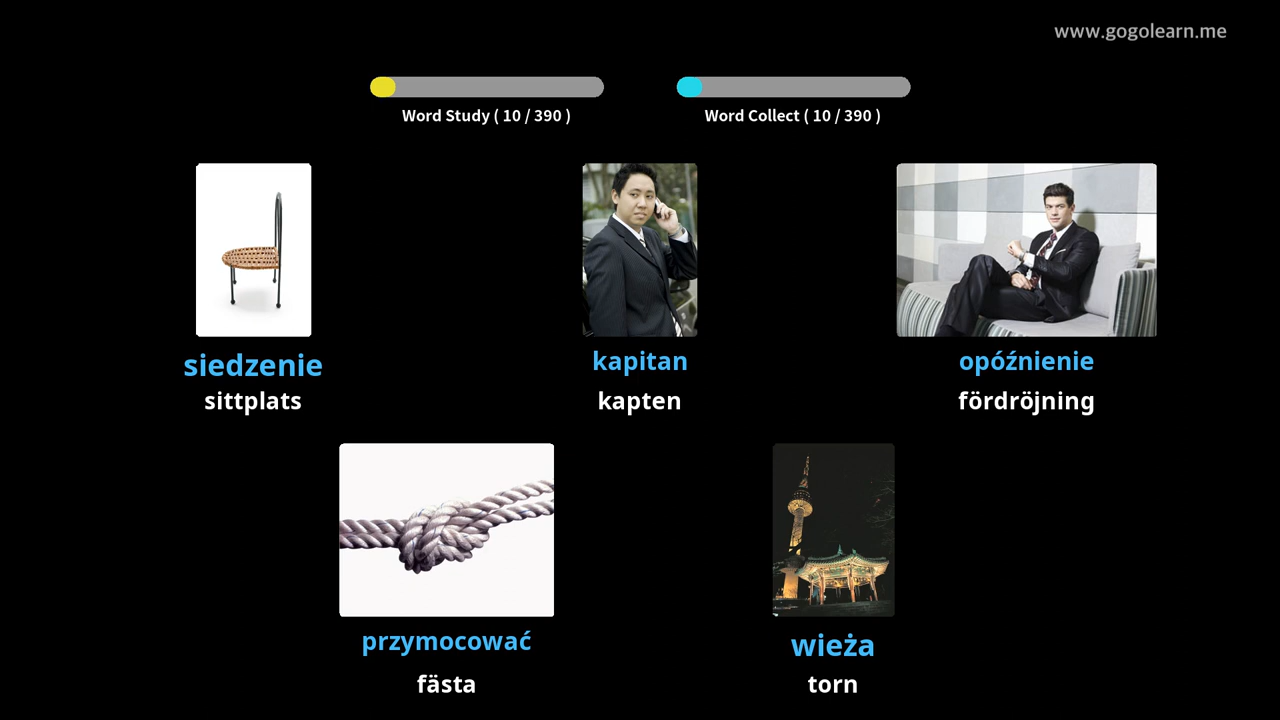 www.gogolearn.me
Word Study ( 10 / 390 )
Word Collect ( 10 / 390 )
siedzenie
sittplats
kapitan
kapten
opóźnienie
fördröjning
przymocować
fästa
wieża
torn